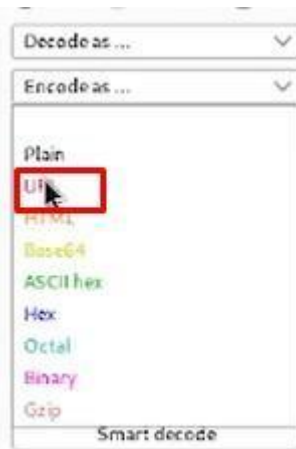 Decode as ...
Encode as ...
Plain
HTML
Base64
ASCII hex
Hex
Octal
Binary
Gzip
Smart decode